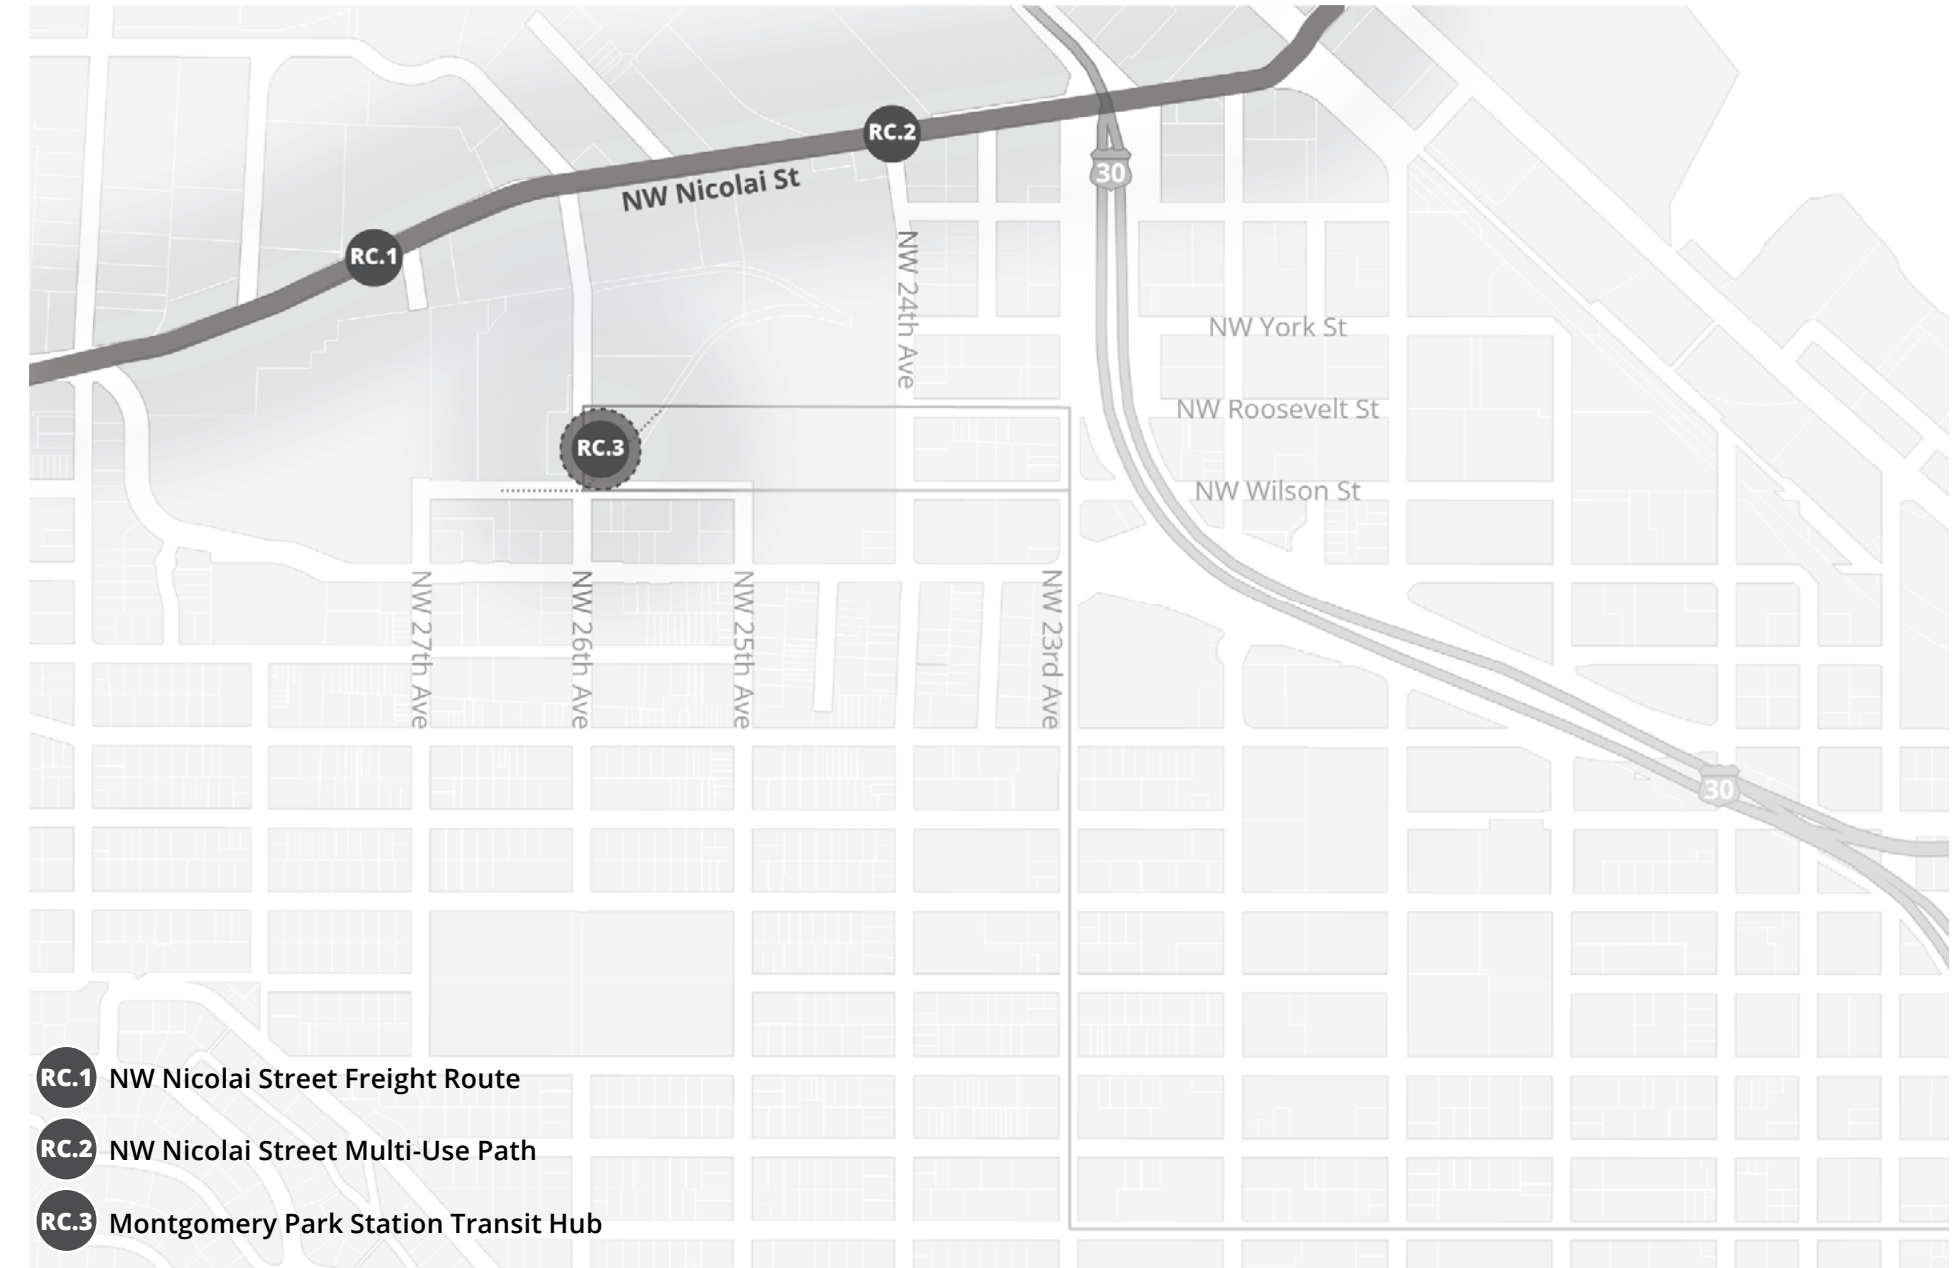 RC.2
30
NW Nicolai St
RC.1
NW 24th Ave
NW York St
NW Roosevelt St
RC.3
NW Wilson St
NW 27th Ave
NW 26th Ave
NW 25th Ave
NW 23rd Ave
30
RC.1 NW Nicolai Street Freight Route
RC.2 NW Nicolai Street Multi-Use Path
RC.3 Montgomery Park Station Transit Hub